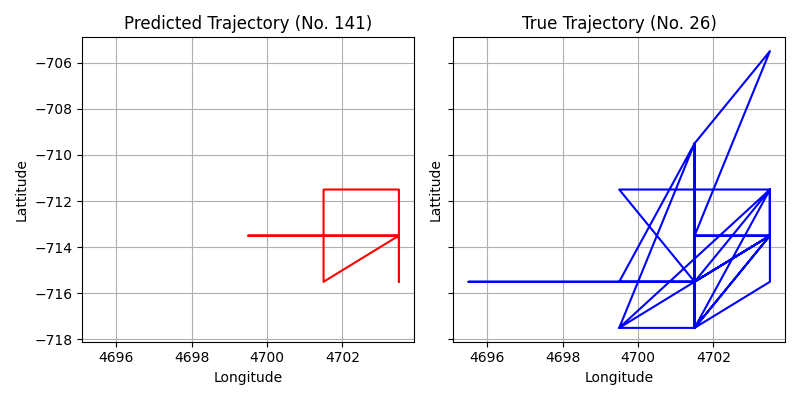 Predicted Trajectory (No. 141)
True Trajectory (No. 26)
Lattitude
−706
−708
−710
−712
−714
−716
−718
4696
4698
4700
4702
Longitude
Lattitude
4696
4698
4700
4702
Longitude